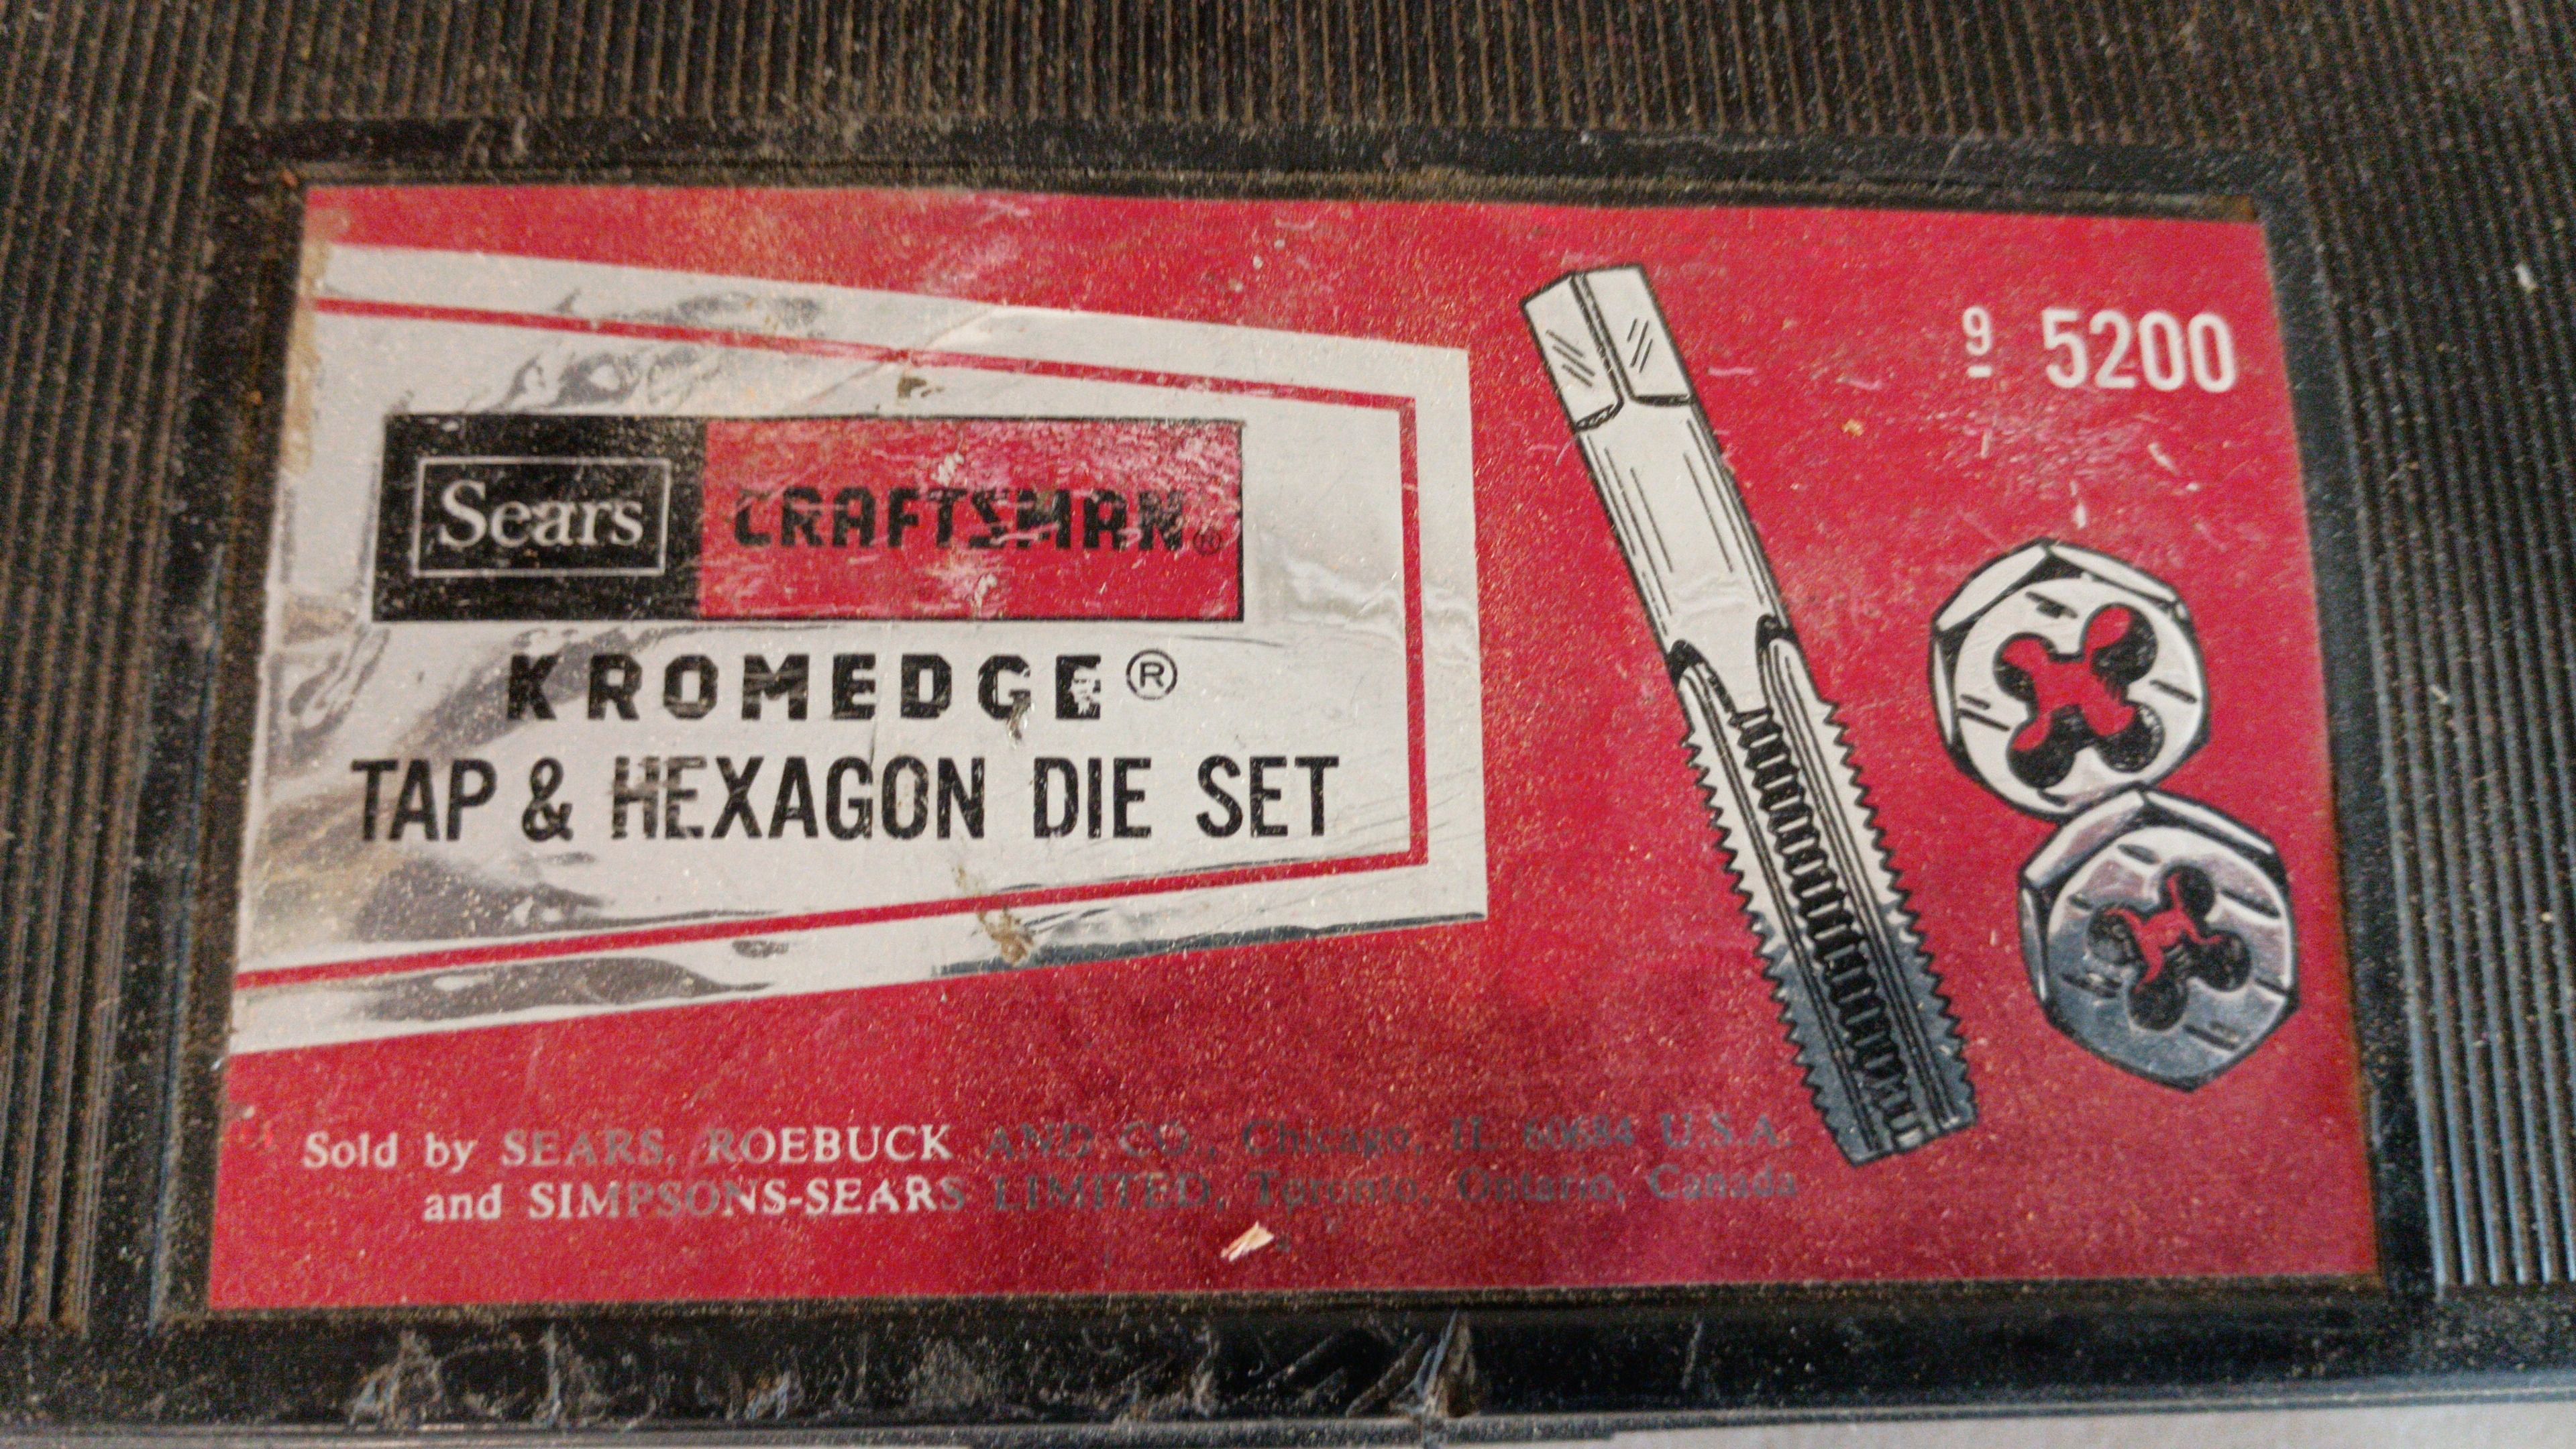 9 5200
Sears CRAFTSMAN®
KROMEDGE®
TAP & HEXAGON DIE SET
Sold by SEARS, ROEBUCK AND CO., Chicago, IL 60684 U.S.A.
and SIMPSONS-SEARS LIMITED, Toronto, Ontario, Canada